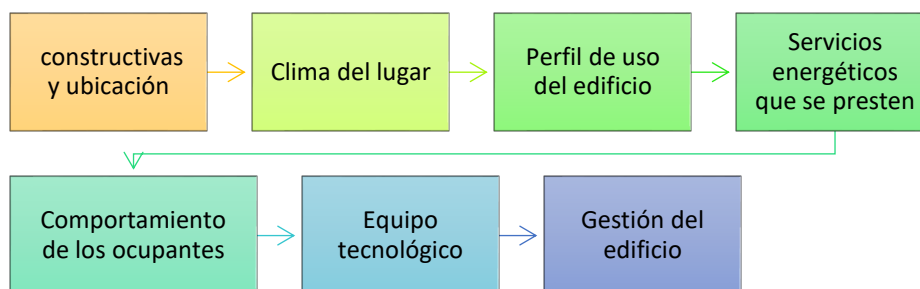 constructivas
y ubicación
Clima del lugar
Perfil de uso
del edificio
Servicios
energéticos
que se presten
Comportamiento
de los ocupantes
Equipo
tecnológico
Gestión del
edificio